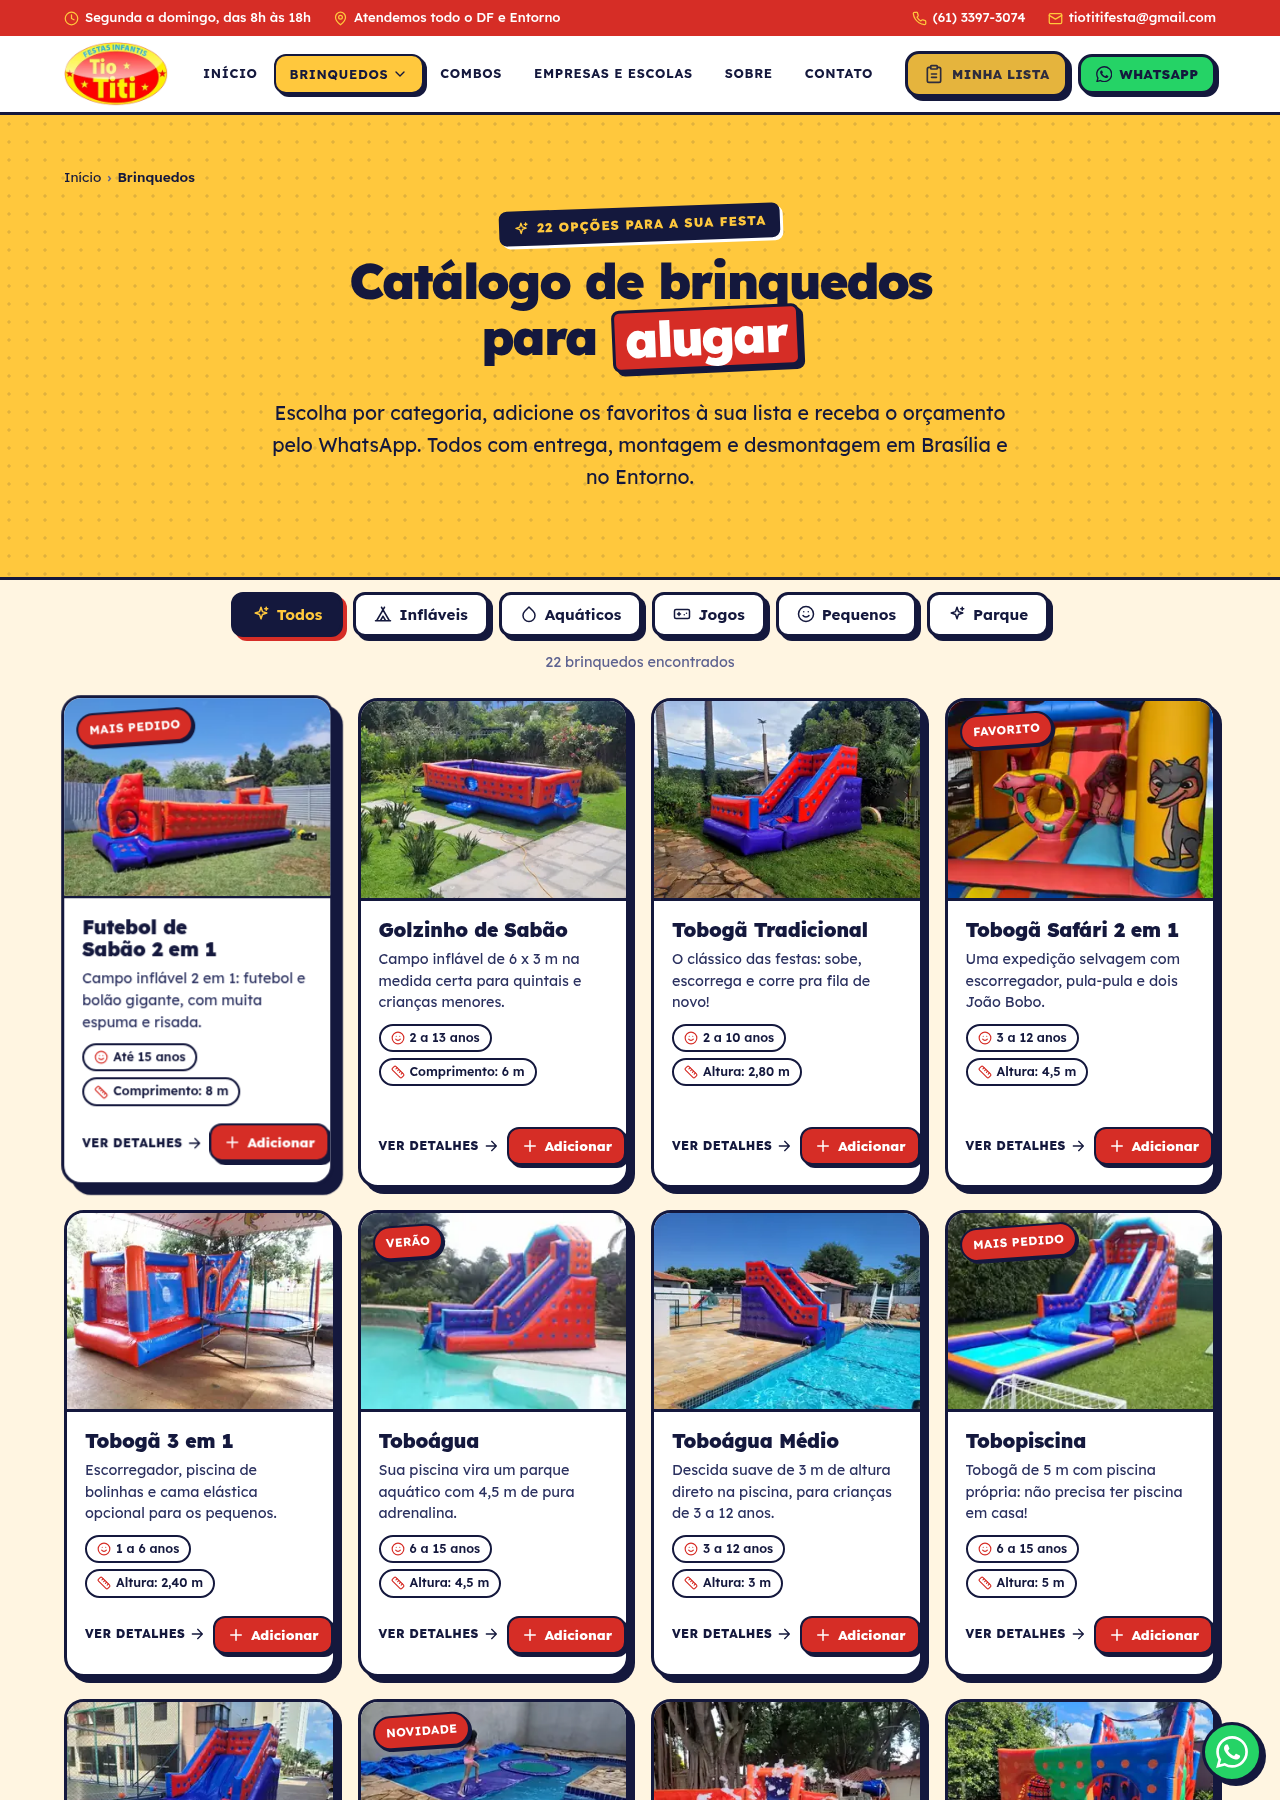 Segunda a domingo, das 8h às 18h
Atendemos todo o DF e Entorno
(61) 3397-3074
tiotitifesta@gmail.com
FESTAS INFANTIS
Tio
Titi
INÍCIO
BRINQUEDOS
COMBOS
EMPRESAS E ESCOLAS
SOBRE
CONTATO
MINHA LISTA
WHATSAPP
Início › Brinquedos
22 OPÇÕES PARA A SUA FESTA
Catálogo de brinquedos
para alugar
Escolha por categoria, adicione os favoritos à sua lista e receba o orçamento
pelo WhatsApp. Todos com entrega, montagem e desmontagem em Brasília e
no Entorno.
Todos
Infláveis
Aquáticos
Jogos
Pequenos
Parque
22 brinquedos encontrados
MAIS PEDIDO
Futebol de
Sabão 2 em 1
Campo inflável 2 em 1: futebol e
bolão gigante, com muita
espuma e risada.
Até 15 anos
Comprimento: 8 m
VER DETALHES
Adicionar
Golzinho de Sabão
Campo inflável de 6 x 3 m na
medida certa para quintais e
crianças menores.
2 a 13 anos
Comprimento: 6 m
VER DETALHES
Adicionar
Tobogã Tradicional
O clássico das festas: sobe,
escorrega e corre pra fila de
novo!
2 a 10 anos
Altura: 2,80 m
VER DETALHES
Adicionar
FAVORITO
Tobogã Safári 2 em 1
Uma expedição selvagem com
escorregador, pula-pula e dois
João Bobo.
3 a 12 anos
Altura: 4,5 m
VER DETALHES
Adicionar
Tobogã 3 em 1
Escorregador, piscina de
bolinhas e cama elástica
opcional para os pequenos.
1 a 6 anos
Altura: 2,40 m
VER DETALHES
Adicionar
VERÃO
Toboágua
Sua piscina vira um parque
aquático com 4,5 m de pura
adrenalina.
6 a 15 anos
Altura: 4,5 m
VER DETALHES
Adicionar
Toboágua Médio
Descida suave de 3 m de altura
direto na piscina, para crianças
de 3 a 12 anos.
3 a 12 anos
Altura: 3 m
VER DETALHES
Adicionar
MAIS PEDIDO
Tobopiscina
Tobogã de 5 m com piscina
própria: não precisa ter piscina
em casa!
6 a 15 anos
Altura: 5 m
VER DETALHES
Adicionar
NOVIDADE